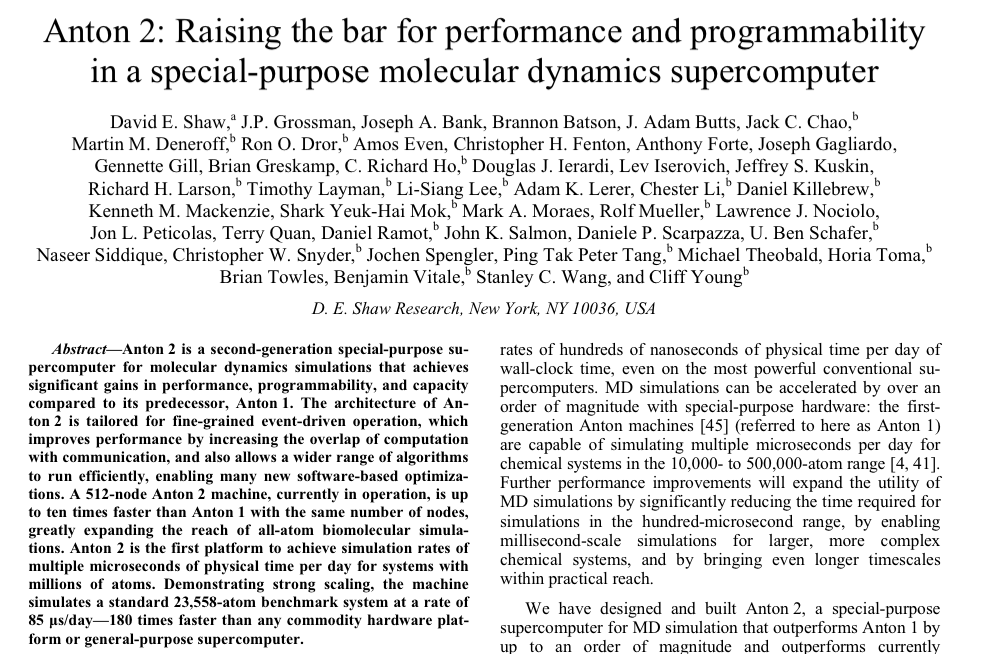 Anton 2: Raising the bar for performance and programmability
in a special-purpose molecular dynamics supercomputer
David E. Shaw,a J.P. Grossman, Joseph A. Bank, Brannon Batson, J. Adam Butts, Jack C. Chao,b
Martin M. Deneroff,b Ron O. Dror,b Amos Even, Christopher H. Fenton, Anthony Forte, Joseph Gagliardo,
Gennette Gill, Brian Greskamp, C. Richard Ho,b Douglas J. Ierardi, Lev Iserovich, Jeffrey S. Kuskin,
Richard H. Larson,b Timothy Layman,b Li-Siang Lee,b Adam K. Lerer, Chester Li,b Daniel Killebrew,b
Kenneth M. Mackenzie, Shark Yeuk-Hai Mok,b Mark A. Moraes, Rolf Mueller,b Lawrence J. Nociolo,
Jon L. Peticolas, Terry Quan, Daniel Ramot,b John K. Salmon, Daniele P. Scarpazza, U. Ben Schafer,b
Naseer Siddique, Christopher W. Snyder,b Jochen Spengler, Ping Tak Peter Tang,b Michael Theobald, Horia Toma,b
Brian Towles, Benjamin Vitale,b Stanley C. Wang, and Cliff Youngb
D. E. Shaw Research, New York, NY 10036, USA
Abstract—Anton 2 is a second-generation special-purpose su-
percomputer for molecular dynamics simulations that achieves
significant gains in performance, programmability, and capacity
compared to its predecessor, Anton 1. The architecture of An-
ton 2 is tailored for fine-grained event-driven operation, which
improves performance by increasing the overlap of computation
with communication, and also allows a wider range of algorithms
to run efficiently, enabling many new software-based optimiza-
tions. A 512-node Anton 2 machine, currently in operation, is up
to ten times faster than Anton 1 with the same number of nodes,
greatly expanding the reach of all-atom biomolecular simula-
tions. Anton 2 is the first platform to achieve simulation rates of
multiple microseconds of physical time per day for systems with
millions of atoms. Demonstrating strong scaling, the machine
simulates a standard 23,558-atom benchmark system at a rate of
85 μs/day—180 times faster than any commodity hardware plat-
form or general-purpose supercomputer.
rates of hundreds of nanoseconds of physical time per day of
wall-clock time, even on the most powerful conventional su-
percomputers. MD simulations can be accelerated by over an
order of magnitude with special-purpose hardware: the first-
generation Anton machines [45] (referred to here as Anton 1)
are capable of simulating multiple microseconds per day for
chemical systems in the 10,000- to 500,000-atom range [4, 41].
Further performance improvements will expand the utility of
MD simulations by significantly reducing the time required for
simulations in the hundred-microsecond range, by enabling
millisecond-scale simulations for larger, more complex
chemical systems, and by bringing even longer timescales
within practical reach.
We have designed and built Anton 2, a special-purpose
supercomputer for MD simulation that outperforms Anton 1 by
up to an order of magnitude and outperforms currently